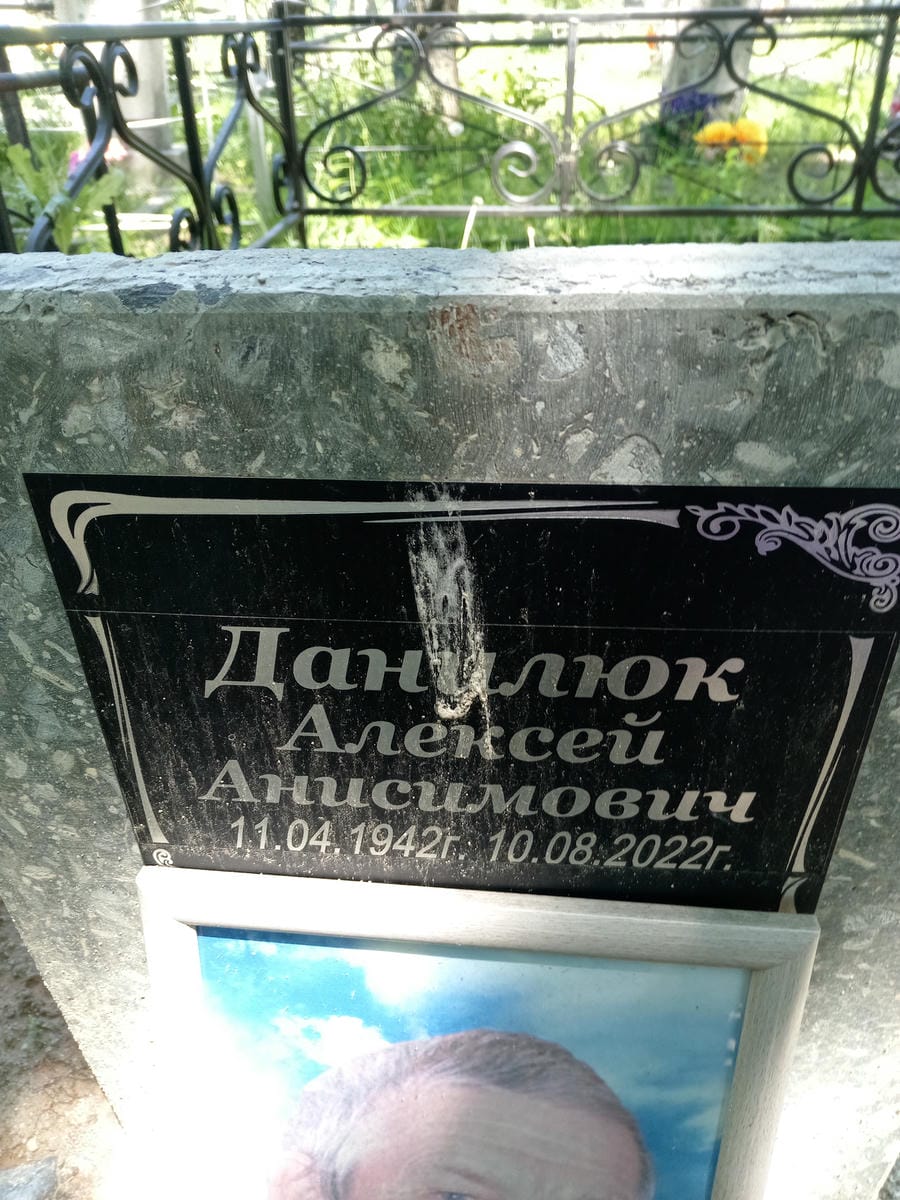 Данилюк
Алексей
Анисимович
11.04.1942г. 10.08.2022г.